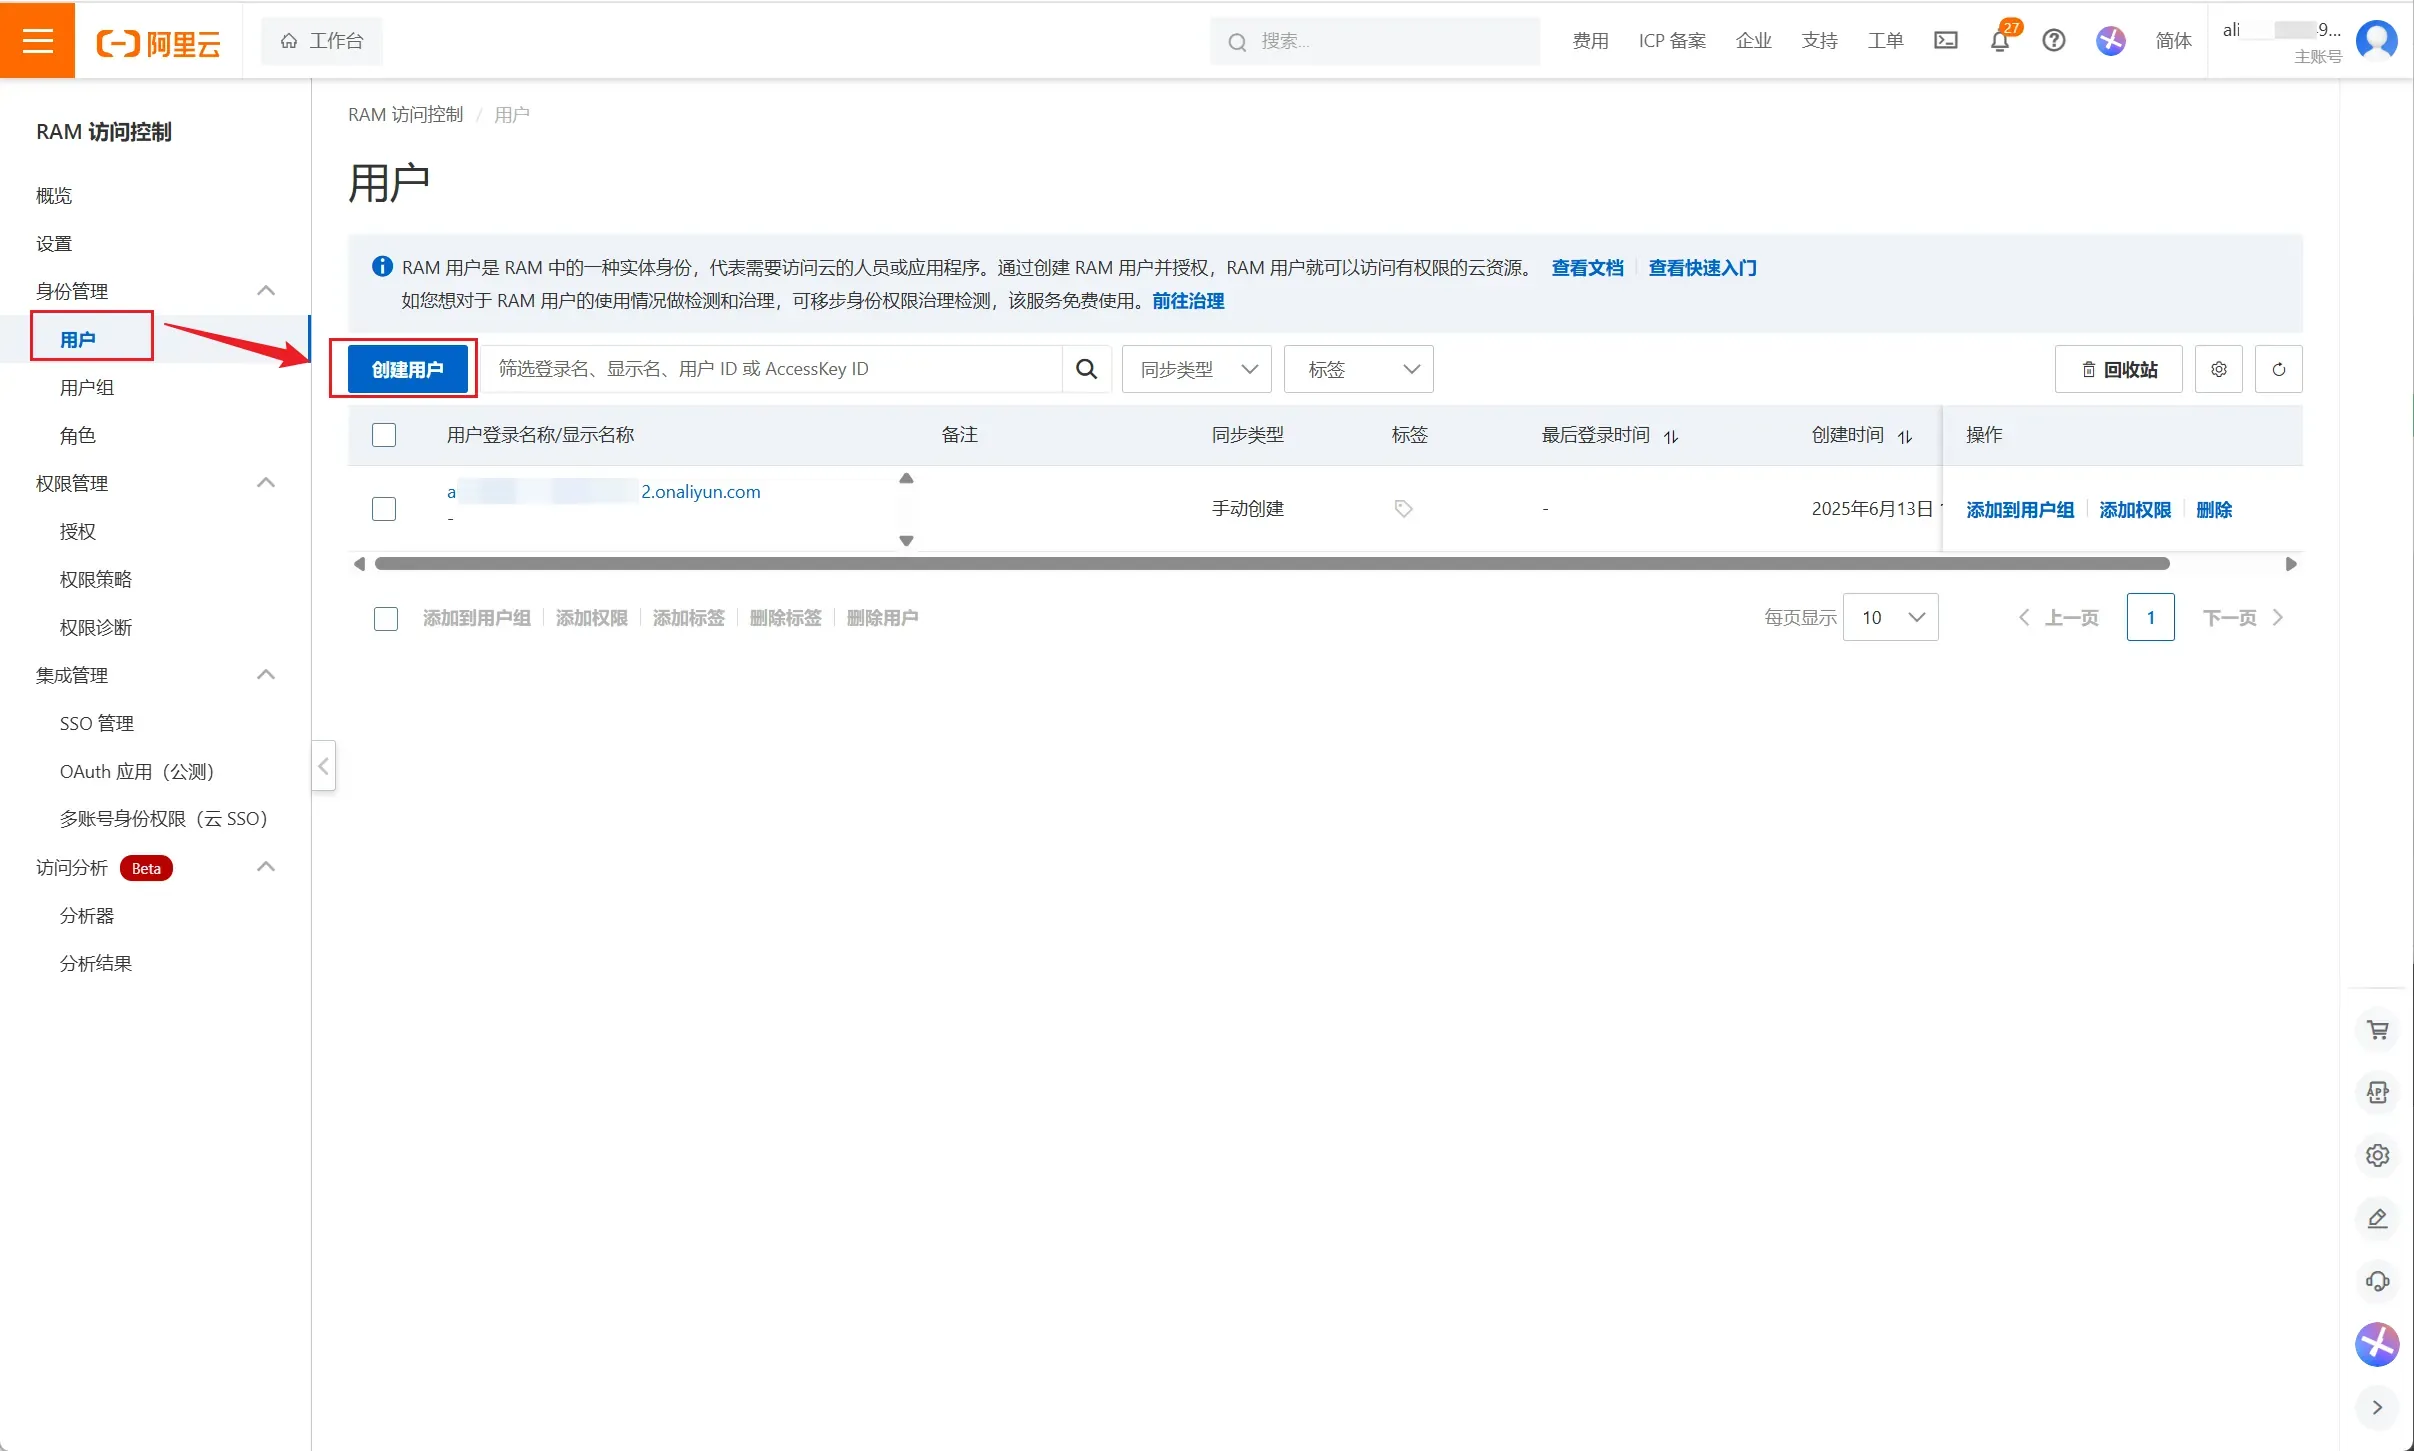 阿里云
工作台
搜索...
费用
ICP 备案
企业
支持
工单
27
简体
ali 9...
主账号
RAM 访问控制
概览
设置
身份管理
用户
用户组
角色
权限管理
授权
权限策略
权限诊断
集成管理
SSO 管理
OAuth 应用（公测）
多账号身份权限（云 SSO）
访问分析 Beta
分析器
分析结果
RAM 访问控制 / 用户
用户
RAM 用户是 RAM 中的一种实体身份，代表需要访问云的人员或应用程序。通过创建 RAM 用户并授权，RAM 用户就可以访问有权限的云资源。 查看文档 查看快速入门
如您想对于 RAM 用户的使用情况做检测和治理，可移步身份权限治理检测，该服务免费使用。前往治理
创建用户
筛选登录名、显示名、用户 ID 或 AccessKey ID
同步类型
标签
回收站
用户登录名称/显示名称 备注 同步类型 标签 最后登录时间 创建时间 操作
a 2.onaliyun.com
-
手动创建
-
2025年6月13日
添加到用户组 添加权限 删除
添加到用户组 添加权限 添加标签 删除标签 删除用户
每页显示 10
上一页 1 下一页
APP